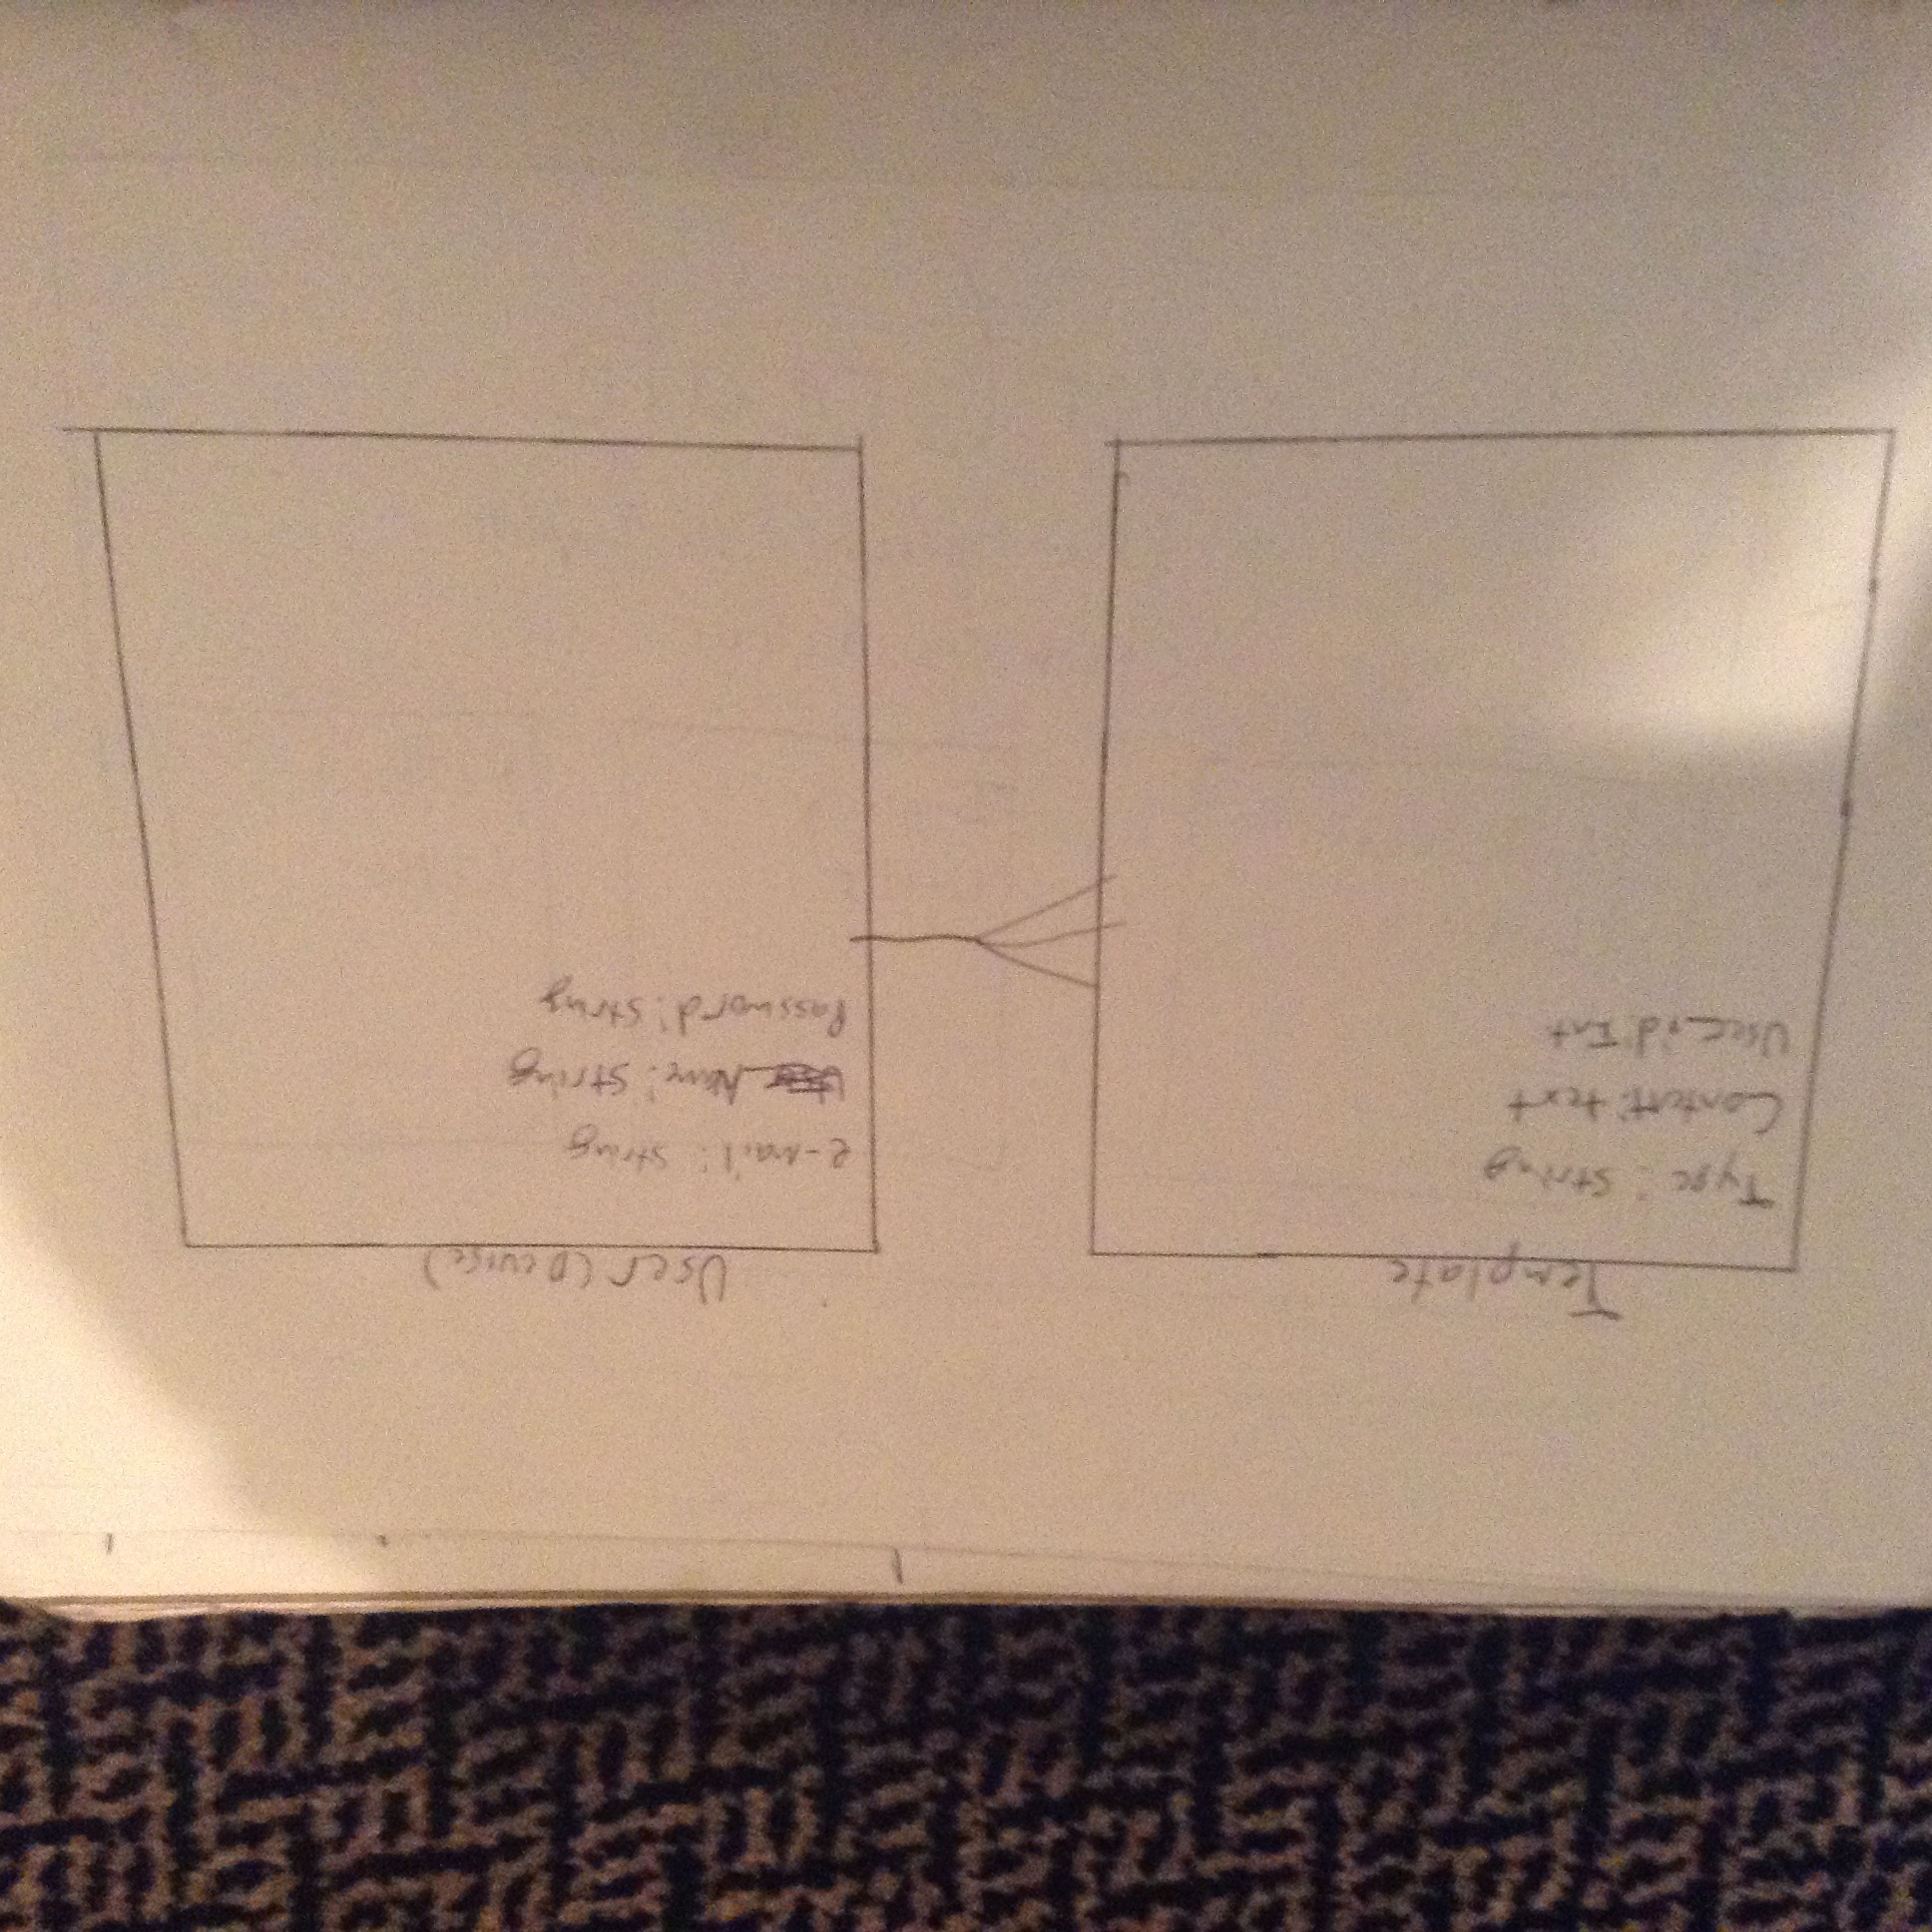 Template
Type: String
Content: text
User_id: Int
User (Devise)
e-mail: String
Name: String
Password: String